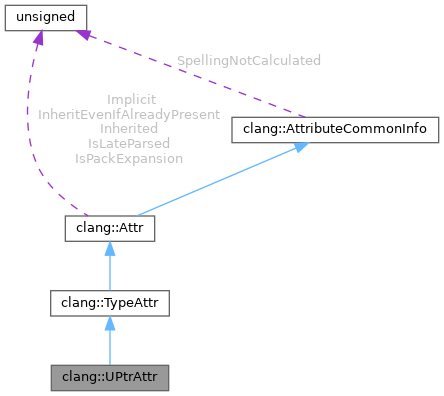 unsigned
SpellingNotCalculated
Implicit
InheritEvenIfAlreadyPresent
Inherited
IsLateParsed
IsPackExpansion
clang::AttributeCommonInfo
clang::Attr
clang::TypeAttr
clang::UPtrAttr